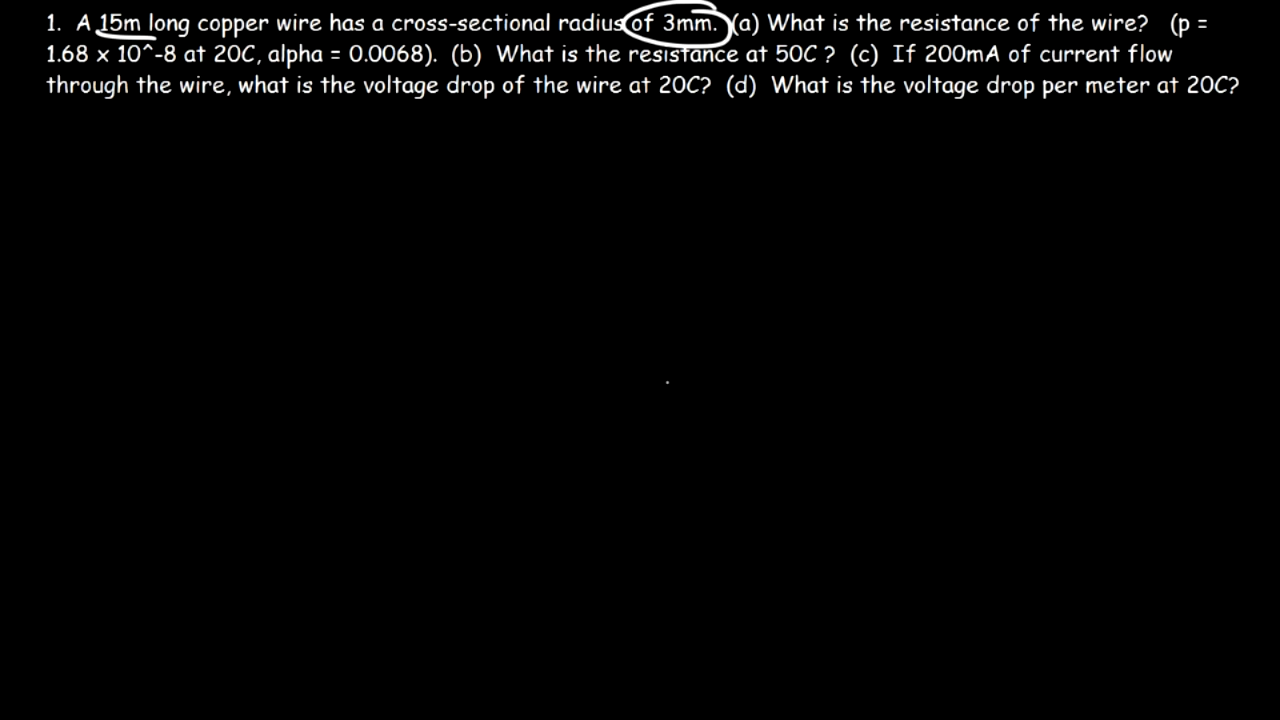 1. A 15m long copper wire has a cross-sectional radius of 3mm. (a) What is the resistance of the wire? (p =
1.68 x 10^-8 at 20C, alpha = 0.0068). (b) What is the resistance at 50C ? (c) If 200mA of current flow
through the wire, what is the voltage drop of the wire at 20C? (d) What is the voltage drop per meter at 20C?